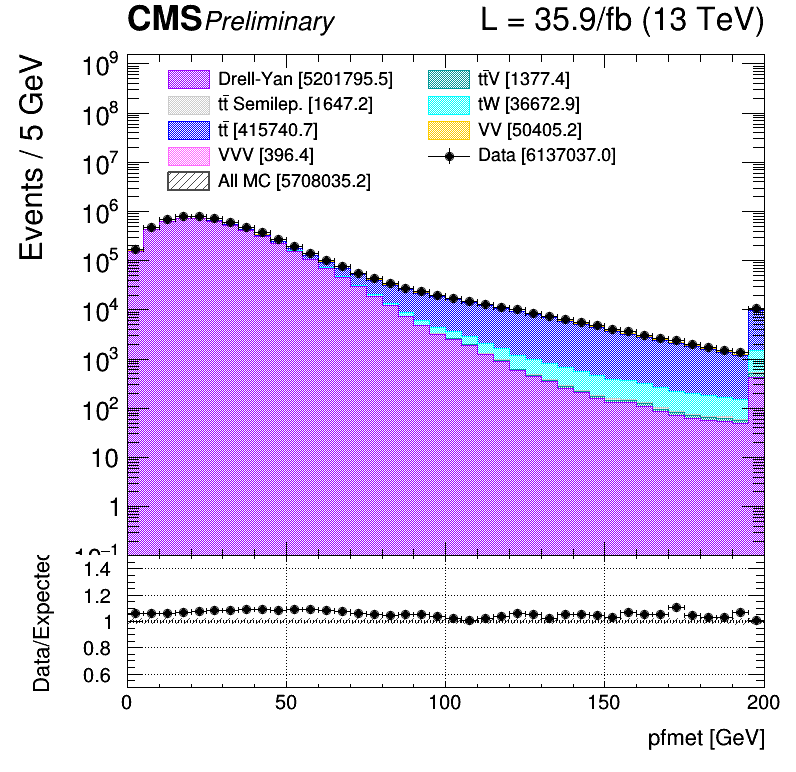 CMS Preliminary L = 35.9/fb (13 TeV)
Events / 5 GeV
10⁹
10⁸
10⁷
10⁶
10⁵
10⁴
10³
10²
10
1
10⁻¹
Drell-Yan [5201795.5]
tt̄ Semilep. [1647.2]
tt̄ [415740.7]
VVV [396.4]
All MC [5708035.2]
tt̄V [1377.4]
tW [36672.9]
VV [50405.2]
Data [6137037.0]
Data/Expected
1.4
1.2
1
0.8
0.6
0 50 100 150 200
pfmet [GeV]